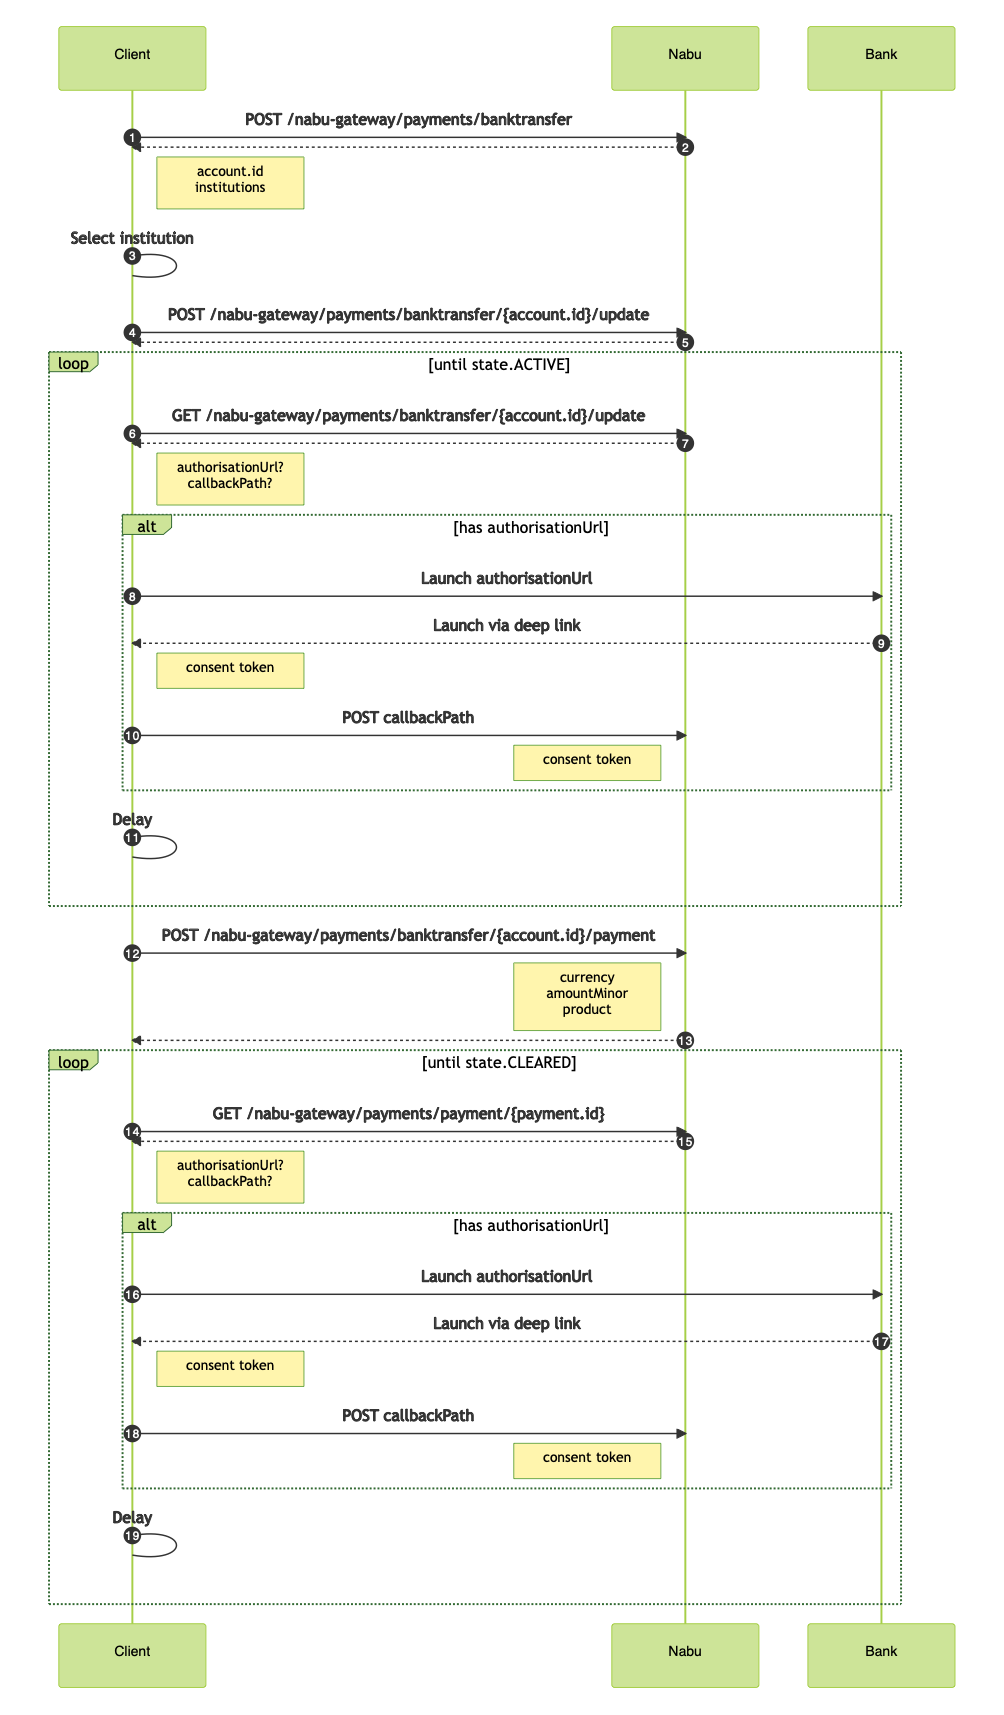 Client
Nabu
Bank
POST /nabu-gateway/payments/banktransfer
1
2
account.id
institutions
Select institution
3
POST /nabu-gateway/payments/banktransfer/{account.id}/update
4
5
loop
[until state.ACTIVE]
GET /nabu-gateway/payments/banktransfer/{account.id}/update
6
7
authorisationUrl?
callbackPath?
alt
[has authorisationUrl]
Launch authorisationUrl
8
Launch via deep link
9
consent token
POST callbackPath
10
consent token
Delay
11
POST /nabu-gateway/payments/banktransfer/{account.id}/payment
12
currency
amountMinor
product
13
loop
[until state.CLEARED]
GET /nabu-gateway/payments/payment/{payment.id}
14
15
authorisationUrl?
callbackPath?
alt
[has authorisationUrl]
Launch authorisationUrl
16
Launch via deep link
17
consent token
POST callbackPath
18
consent token
Delay
19
Client
Nabu
Bank